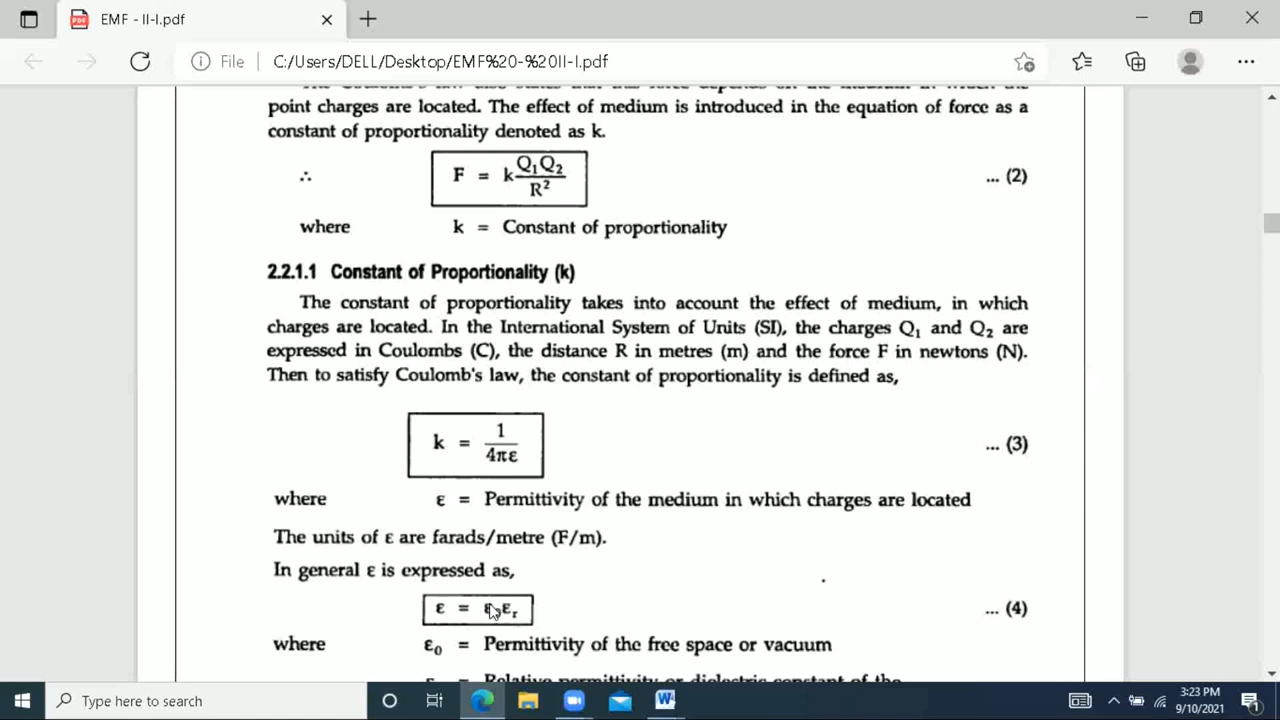 EMF - II-I.pdf
File C:/Users/DELL/Desktop/EMF%20-%20II-I.pdf
point charges are located. The effect of medium is introduced in the equation of force as a
constant of proportionality denoted as k.
∴ F = k Q₁Q₂ / R² ... (2)
where k = Constant of proportionality
2.2.1.1 Constant of Proportionality (k)
The constant of proportionality takes into account the effect of medium, in which
charges are located. In the International System of Units (SI), the charges Q₁ and Q₂ are
expressed in Coulombs (C), the distance R in metres (m) and the force F in newtons (N).
Then to satisfy Coulomb's law, the constant of proportionality is defined as,
k = 1 / 4πε ... (3)
where ε = Permittivity of the medium in which charges are located
The units of ε are farads/metre (F/m).
In general ε is expressed as,
ε = ε₀εᵣ ... (4)
where ε₀ = Permittivity of the free space or vacuum
= Relative permittivity or dielectric constant of the
Type here to search
3:23 PM
9/10/2021